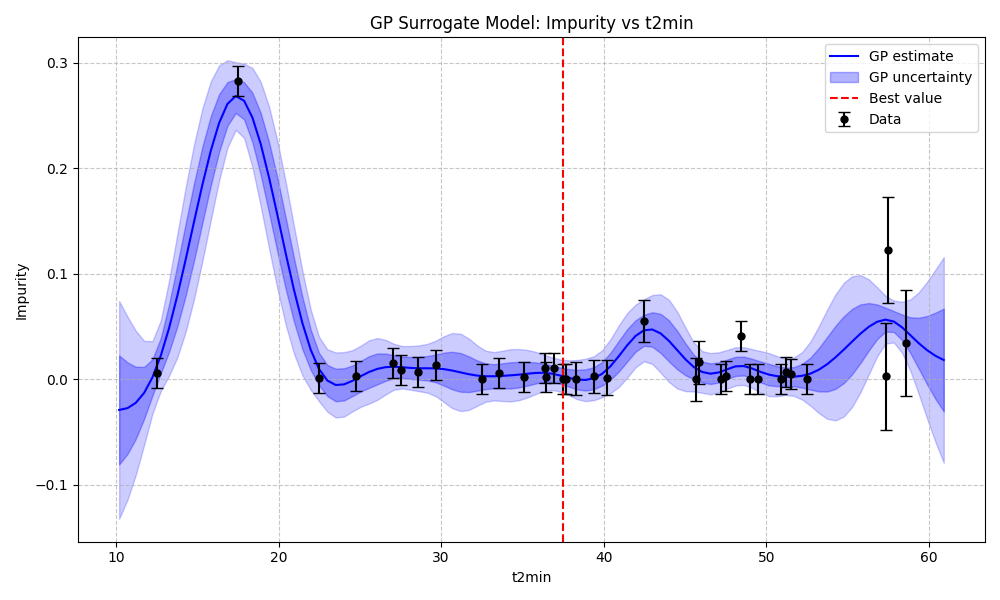 GP Surrogate Model: Impurity vs t2min
GP estimate
GP uncertainty
Best value
Data
Impurity
0.3
0.2
0.1
0.0
−0.1
10 20 30 40 50 60
t2min